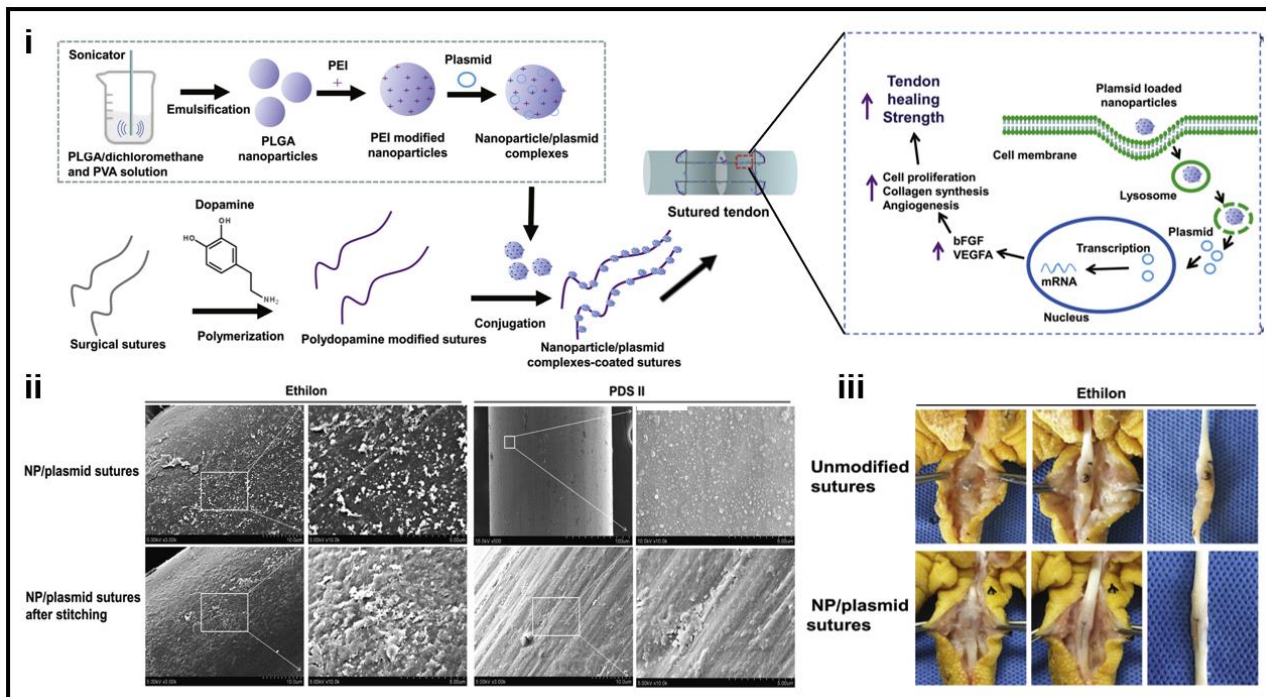 i
Sonicator
PLGA/dichloromethane
and PVA solution
Emulsification
PLGA
nanoparticles
PEI
+
PEI modified
nanoparticles
Plasmid
Nanoparticle/plasmid
complexes
Surgical sutures
Dopamine
HO
OH
NH₂
Polymerization
Polydopamine modified sutures
Conjugation
Nanoparticle/plasmid
complexes-coated sutures
Sutured tendon
Tendon
healing
Strength
Cell proliferation
Collagen synthesis
Angiogenesis
bFGF
VEGFA
Plamsid loaded
nanoparticles
Cell membrane
Lysosome
Plasmid
Transcription
mRNA
Nucleus
ii
Ethilon
PDS II
NP/plasmid sutures
NP/plasmid sutures
after stitching
iii
Ethilon
Unmodified
sutures
NP/plasmid
sutures